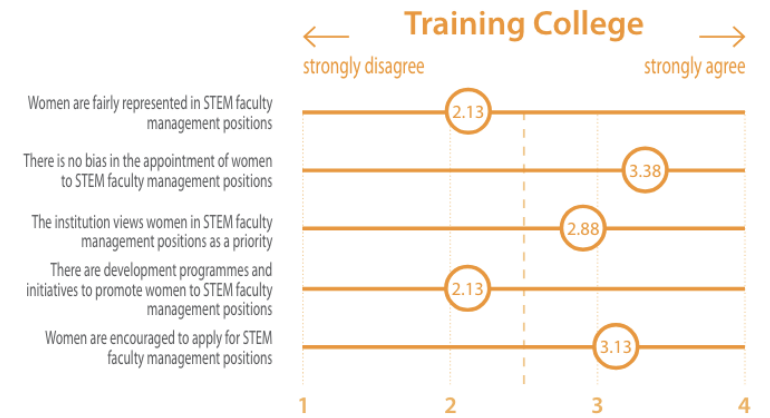 Training College
strongly disagree
strongly agree
Women are fairly represented in STEM faculty
management positions
2.13
There is no bias in the appointment of women
to STEM faculty management positions
3.38
The institution views women in STEM faculty
management positions as a priority
2.88
There are development programmes and
initiatives to promote women to STEM faculty
management positions
2.13
Women are encouraged to apply for STEM
faculty management positions
3.13
1
2
3
4